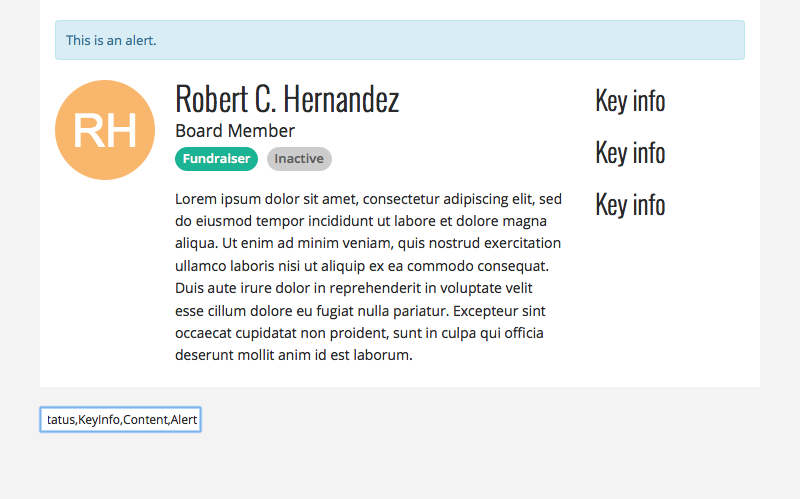 This is an alert.
RH
Robert C. Hernandez
Board Member
Fundraiser Inactive
Lorem ipsum dolor sit amet, consectetur adipiscing elit, sed
do eiusmod tempor incididunt ut labore et dolore magna
aliqua. Ut enim ad minim veniam, quis nostrud exercitation
ullamco laboris nisi ut aliquip ex ea commodo consequat.
Duis aute irure dolor in reprehenderit in voluptate velit
esse cillum dolore eu fugiat nulla pariatur. Excepteur sint
occaecat cupidatat non proident, sunt in culpa qui officia
deserunt mollit anim id est laborum.
Key info
Key info
Key info
tatus,KeyInfo,Content,Alert